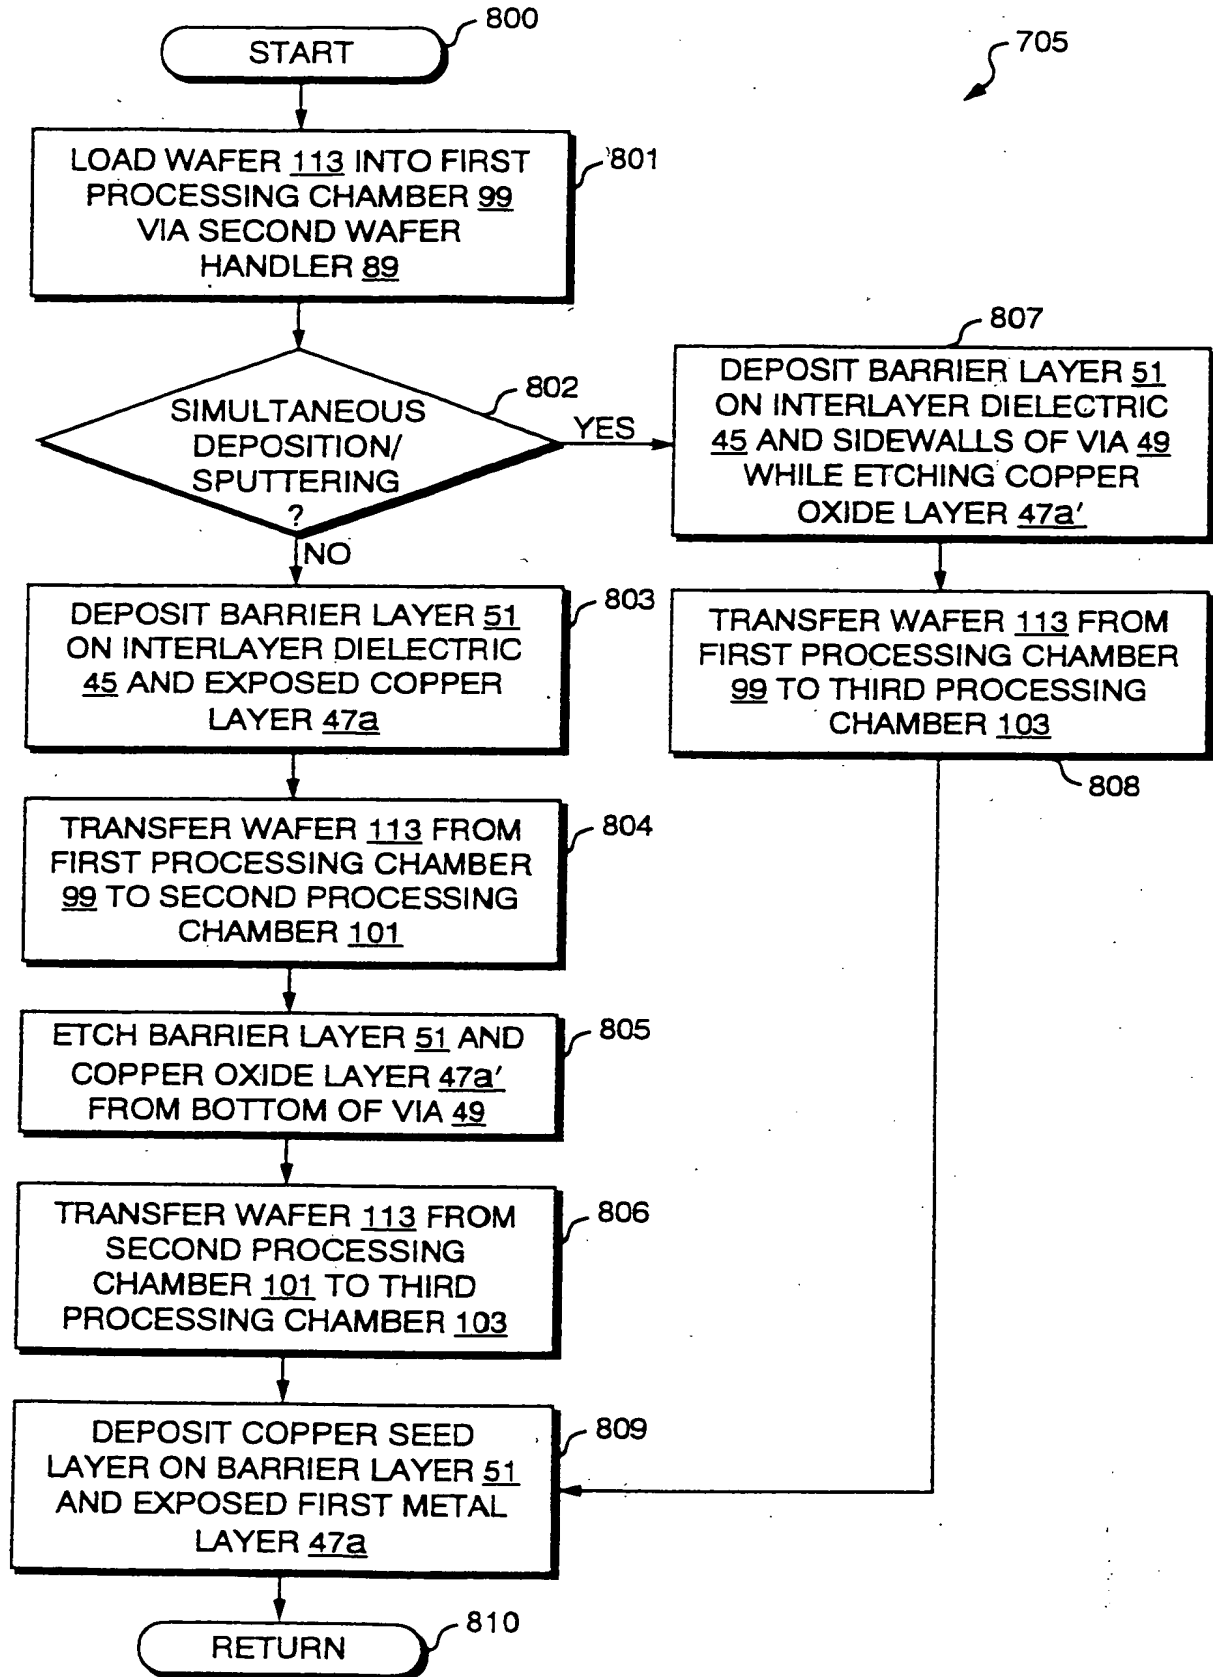 800
START
705
LOAD WAFER 113 INTO FIRST
PROCESSING CHAMBER 99
VIA SECOND WAFER
HANDLER 89
801
802
SIMULTANEOUS
DEPOSITION/
SPUTTERING
?
YES
NO
807
DEPOSIT BARRIER LAYER 51
ON INTERLAYER DIELECTRIC
45 AND SIDEWALLS OF VIA 49
WHILE ETCHING COPPER
OXIDE LAYER 47a'
803
DEPOSIT BARRIER LAYER 51
ON INTERLAYER DIELECTRIC
45 AND EXPOSED COPPER
LAYER 47a
TRANSFER WAFER 113 FROM
FIRST PROCESSING CHAMBER
99 TO THIRD PROCESSING
CHAMBER 103
808
804
TRANSFER WAFER 113 FROM
FIRST PROCESSING CHAMBER
99 TO SECOND PROCESSING
CHAMBER 101
805
ETCH BARRIER LAYER 51 AND
COPPER OXIDE LAYER 47a'
FROM BOTTOM OF VIA 49
806
TRANSFER WAFER 113 FROM
SECOND PROCESSING
CHAMBER 101 TO THIRD
PROCESSING CHAMBER 103
809
DEPOSIT COPPER SEED
LAYER ON BARRIER LAYER 51
AND EXPOSED FIRST METAL
LAYER 47a
810
RETURN